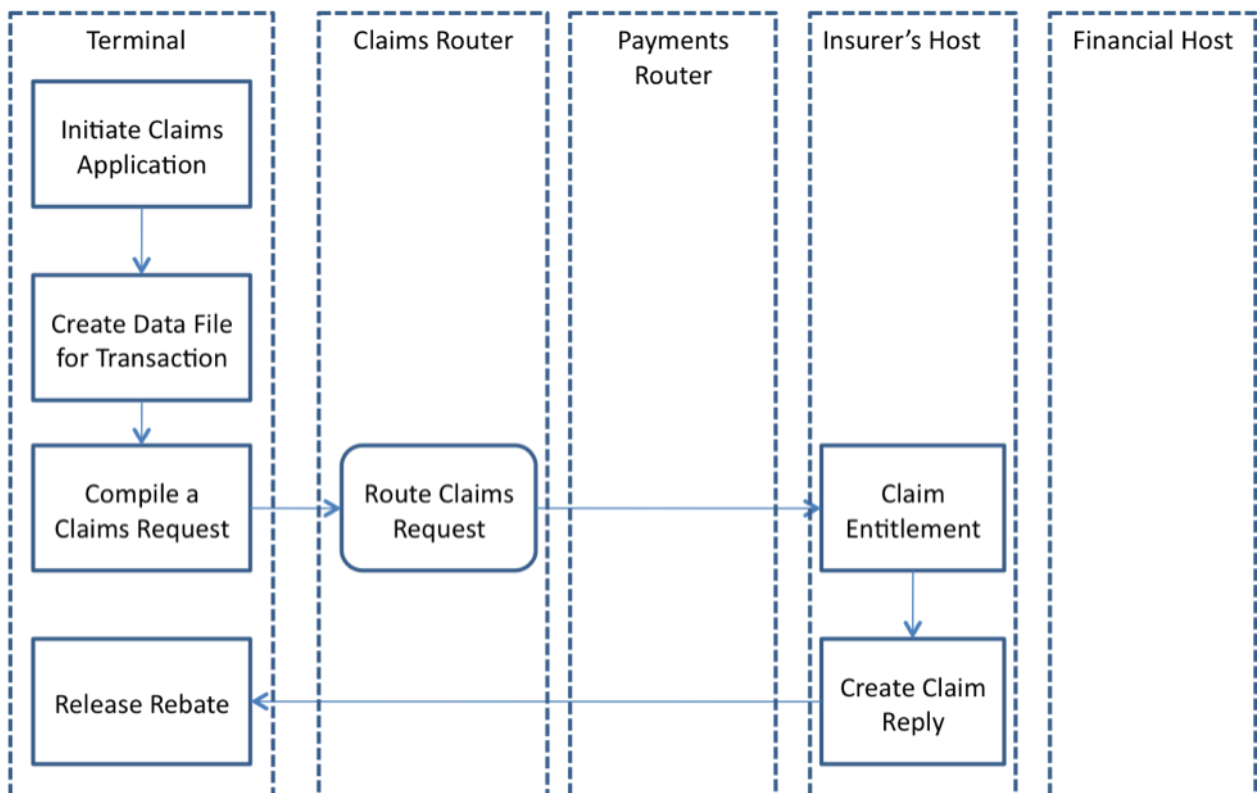 Terminal
Claims Router
Payments
Router
Insurer’s Host
Financial Host
Initiate Claims
Application
Create Data File
for Transaction
Compile a
Claims Request
Route Claims
Request
Claim
Entitlement
Release Rebate
Create Claim
Reply